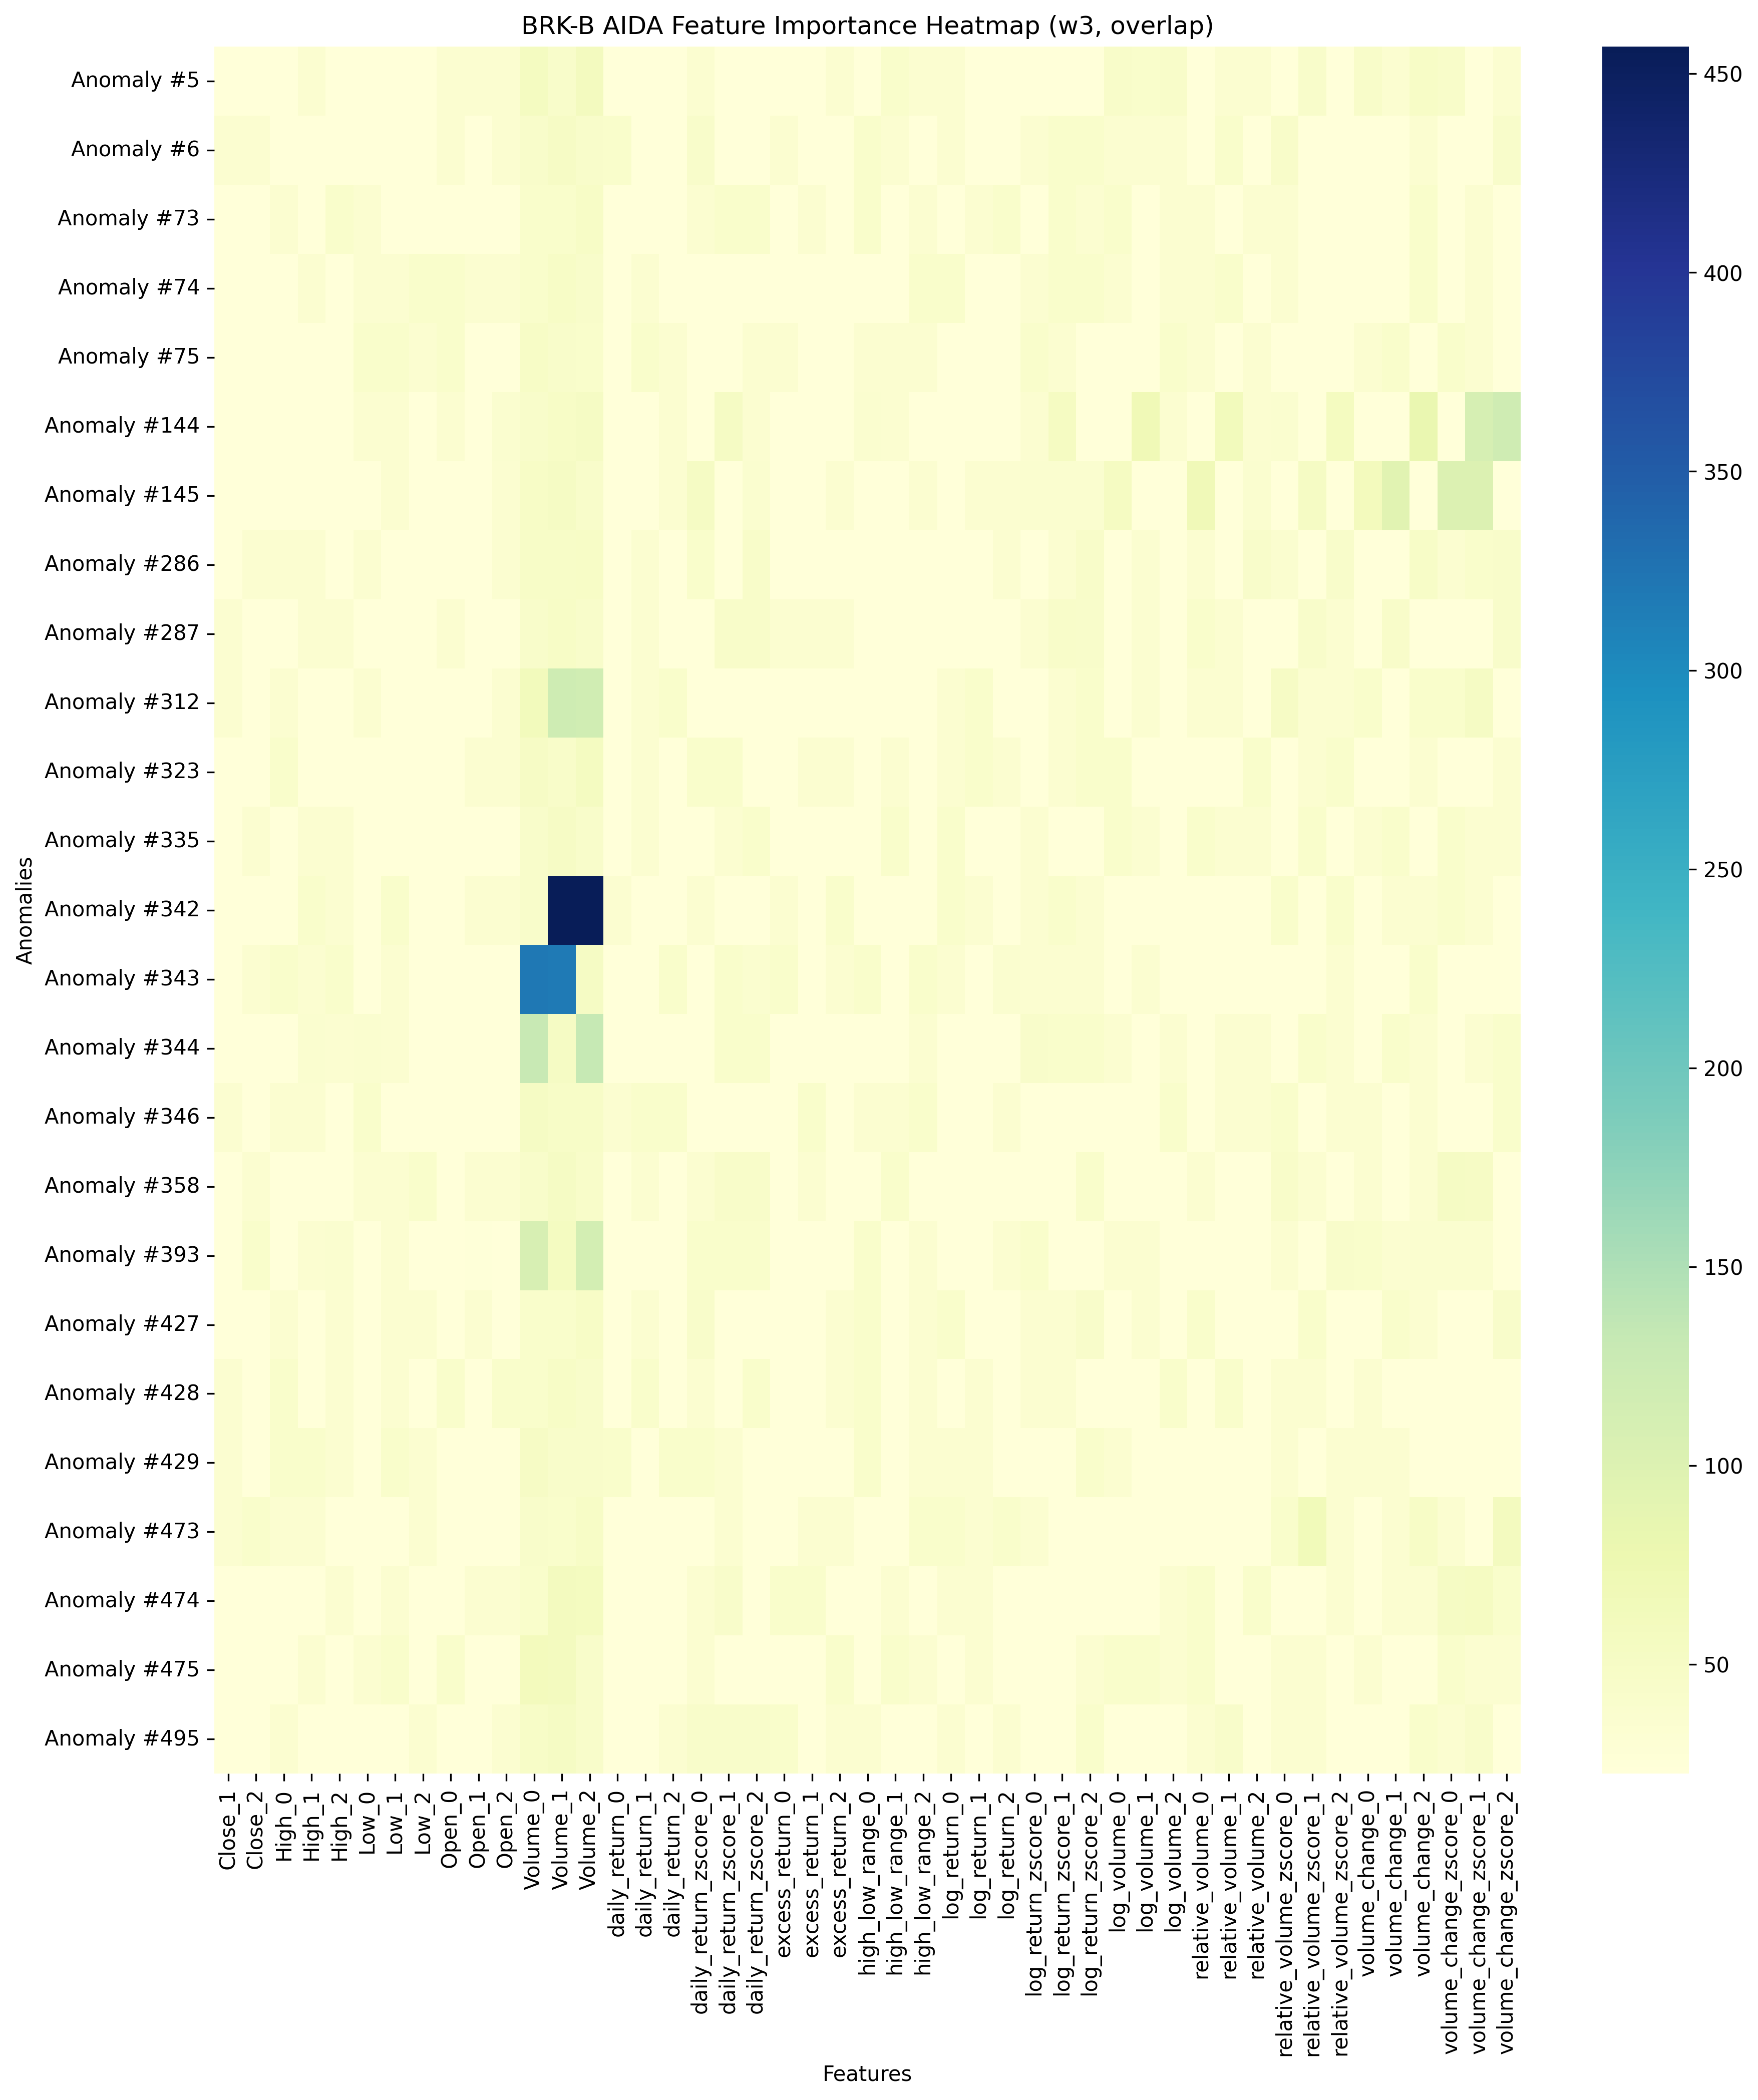 BRK-B AIDA Feature Importance Heatmap (w3, overlap)
Anomalies
Anomaly #5
Anomaly #6
Anomaly #73
Anomaly #74
Anomaly #75
Anomaly #144
Anomaly #145
Anomaly #286
Anomaly #287
Anomaly #312
Anomaly #323
Anomaly #335
Anomaly #342
Anomaly #343
Anomaly #344
Anomaly #346
Anomaly #358
Anomaly #393
Anomaly #427
Anomaly #428
Anomaly #429
Anomaly #473
Anomaly #474
Anomaly #475
Anomaly #495
Close_1
Close_2
High_0
High_1
High_2
Low_0
Low_1
Low_2
Open_0
Open_1
Open_2
Volume_0
Volume_1
Volume_2
daily_return_0
daily_return_1
daily_return_2
daily_return_zscore_0
daily_return_zscore_1
daily_return_zscore_2
excess_return_0
excess_return_1
excess_return_2
high_low_range_0
high_low_range_1
high_low_range_2
log_return_0
log_return_1
log_return_2
log_return_zscore_0
log_return_zscore_1
log_return_zscore_2
log_volume_0
log_volume_1
log_volume_2
relative_volume_0
relative_volume_1
relative_volume_2
relative_volume_zscore_0
relative_volume_zscore_1
relative_volume_zscore_2
volume_change_0
volume_change_1
volume_change_2
volume_change_zscore_0
volume_change_zscore_1
volume_change_zscore_2
Features
450
400
350
300
250
200
150
100
50